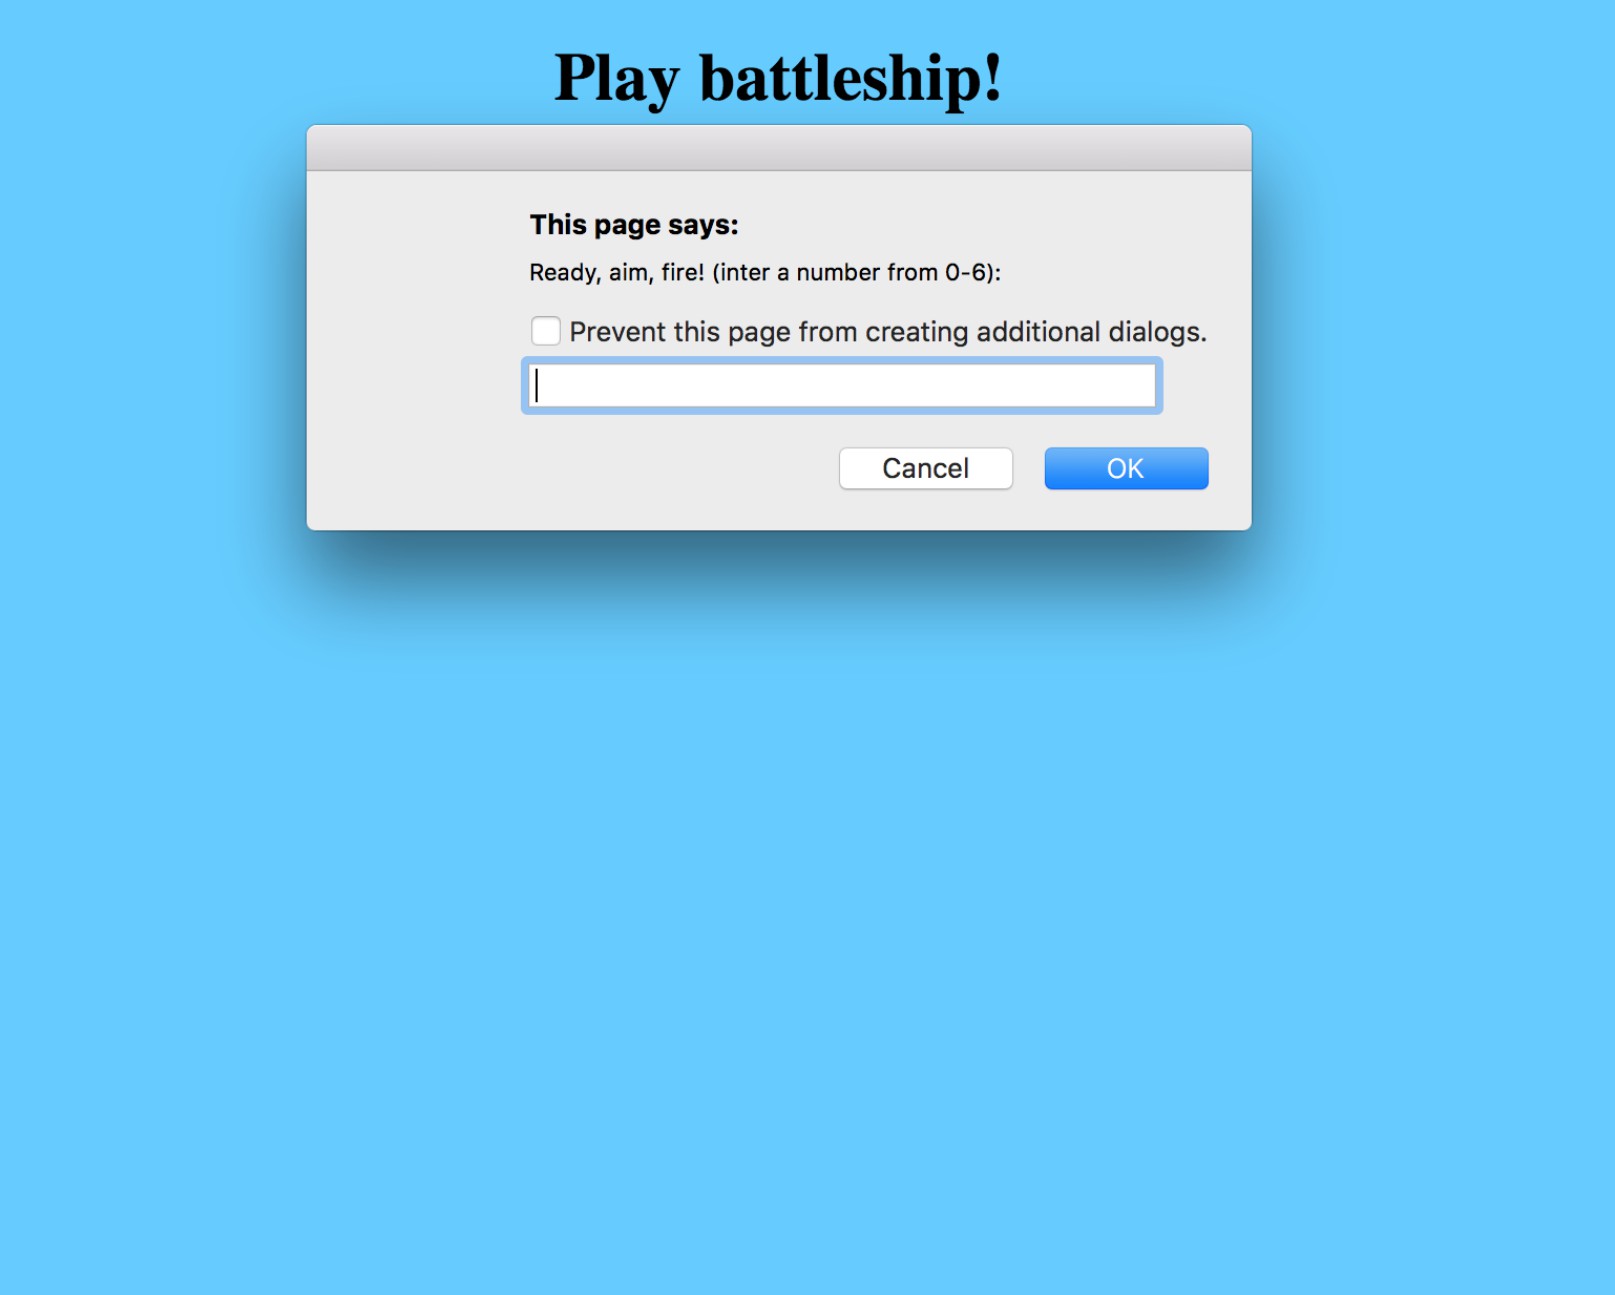 Play battleship!
This page says:
Ready, aim, fire! (inter a number from 0-6):
Prevent this page from creating additional dialogs.
Cancel OK